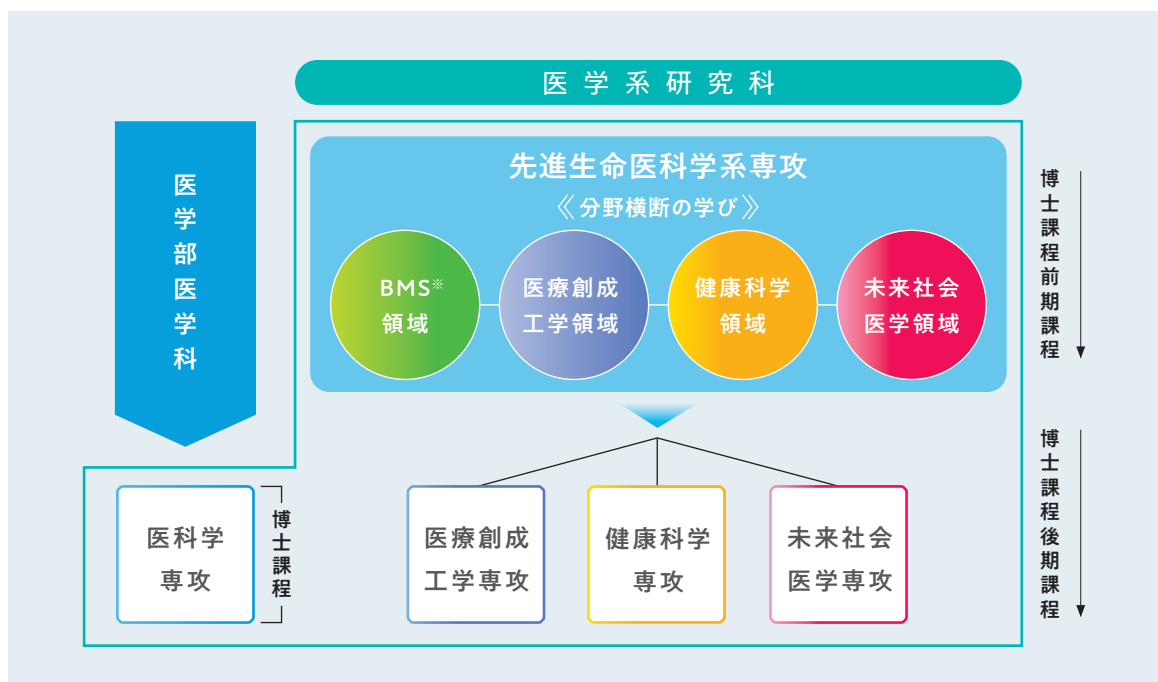 医学系研究科
医学部医学科
先進生命医科学系専攻
《分野横断の学び》
BMS※
領域
医療創成
工学領域
健康科学
領域
未来社会
医学領域
博士課程前期課程
医科学
専攻
博士課程
医療創成
工学専攻
健康科学
専攻
未来社会
医学専攻
博士課程後期課程